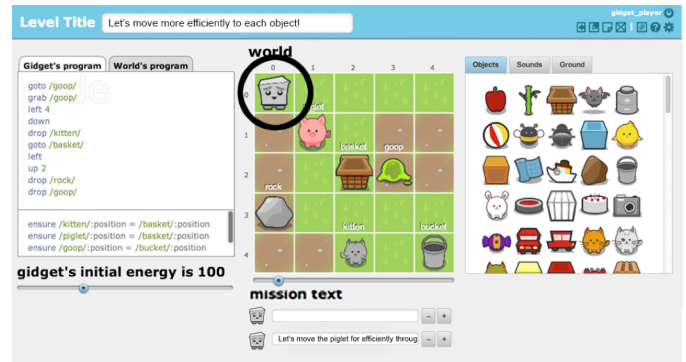 gidget_player
Level Title
Let's move more efficiently to each object!
world
Gidget's program
World's program
Objects
Sounds
Ground
code
goto /goop/
grab /goop/
left 4
down
drop /kitten/
goto /basket/
left
up 2
drop /rock/
drop /goop/
ensure /kitten/:position = /basket/:position
ensure /piglet/:position = /basket/:position
ensure /goop/:position = /bucket/:position
gidget's initial energy is 100
0 1 2 3 4
0
1
2
3
4
basket
goop
rock
kitten
bucket
mission text
Let's move the piglet for efficiently throug